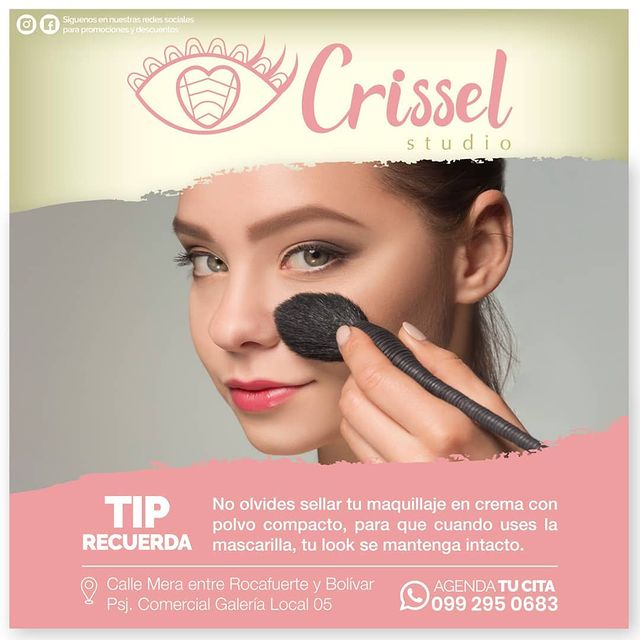 Síguenos en nuestras redes sociales
para promociones y descuentos
Crissel
studio
TIP
RECUERDA
No olvides sellar tu maquillaje en crema con
polvo compacto, para que cuando uses la
mascarilla, tu look se mantenga intacto.
Calle Mera entre Rocafuerte y Bolívar
Psj. Comercial Galería Local 05
AGENDA TU CITA
099 295 0683